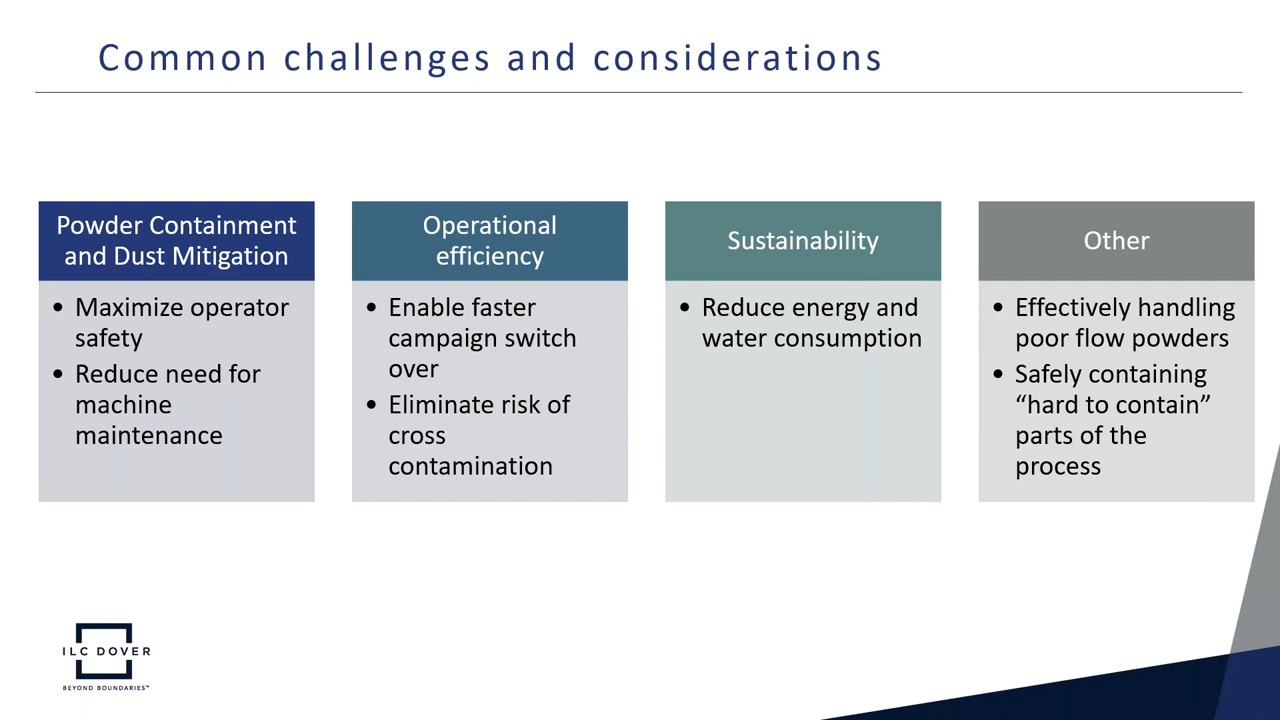 Common challenges and considerations
Powder Containment
and Dust Mitigation
• Maximize operator
safety
• Reduce need for
machine
maintenance
Operational
efficiency
• Enable faster
campaign switch
over
• Eliminate risk of
cross
contamination
Sustainability
• Reduce energy and
water consumption
Other
• Effectively handling
poor flow powders
• Safely containing
“hard to contain”
parts of the
process
ILC DOVER
BEYOND BOUNDARIES™